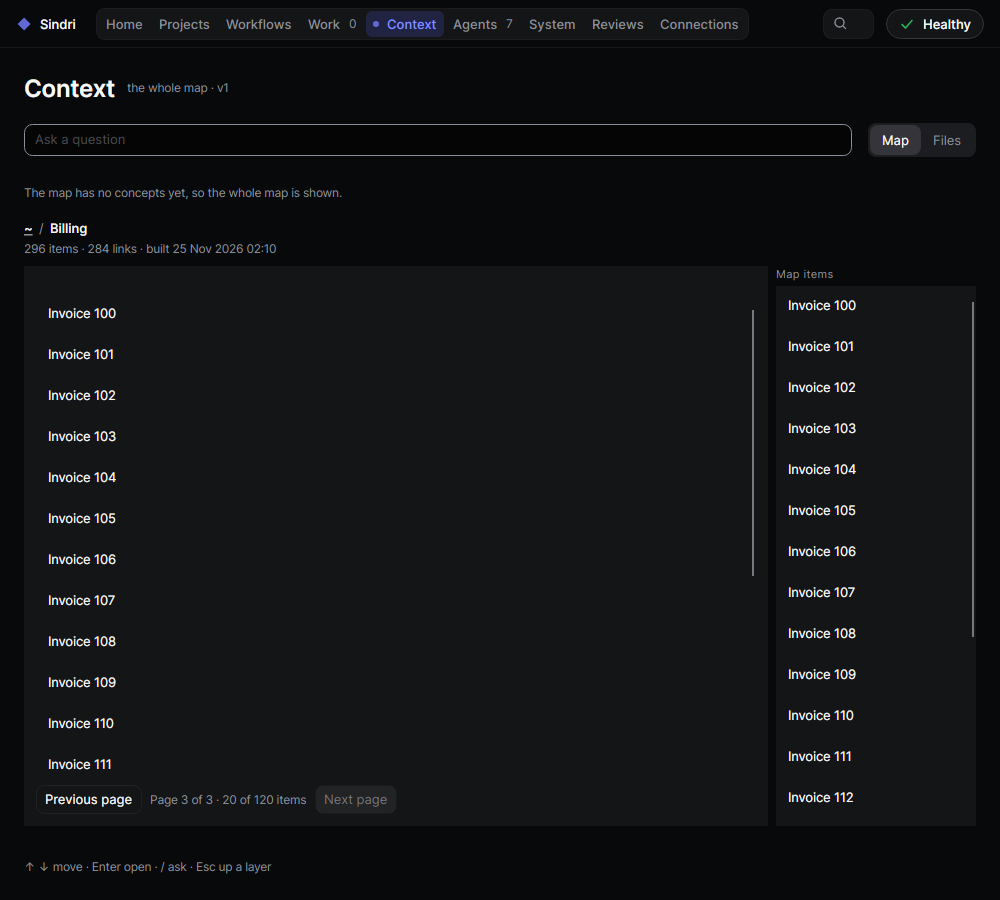 Sindri Home Projects Workflows Work 0 Context Agents 7 System Reviews Connections Healthy
Context the whole map · v1
Ask a question Map Files
The map has no concepts yet, so the whole map is shown.
~ / Billing
296 items · 284 links · built 25 Nov 2026 02:10
Invoice 100
Invoice 101
Invoice 102
Invoice 103
Invoice 104
Invoice 105
Invoice 106
Invoice 107
Invoice 108
Invoice 109
Invoice 110
Invoice 111
Previous page Page 3 of 3 · 20 of 120 items Next page
Map items
Invoice 100
Invoice 101
Invoice 102
Invoice 103
Invoice 104
Invoice 105
Invoice 106
Invoice 107
Invoice 108
Invoice 109
Invoice 110
Invoice 111
Invoice 112
↑ ↓ move · Enter open · / ask · Esc up a layer